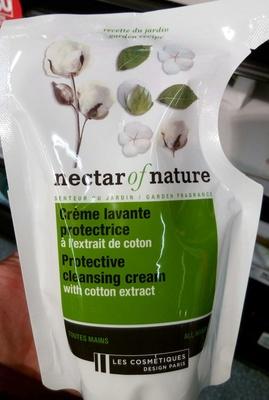 recette du jardin
garden recipe
nectar of nature
SENTEUR DU JARDIN / GARDEN FRAGRANCE
Crème lavante
protectrice
à l'extrait de coton
Protective
cleansing cream
with cotton extract
TOUTES MAINS
ALL
LES COSMÉTIQUES
DESIGN PARIS